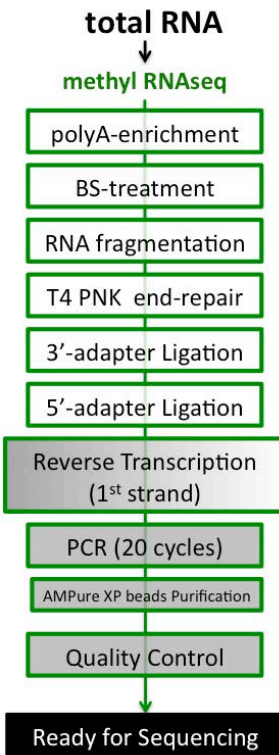 total RNA
methyl RNAseq
polyA-enrichment
BS-treatment
RNA fragmentation
T4 PNK end-repair
3’-adapter Ligation
5’-adapter Ligation
Reverse Transcription
(1st strand)
PCR (20 cycles)
AMPure XP beads Purification
Quality Control
Ready for Sequencing